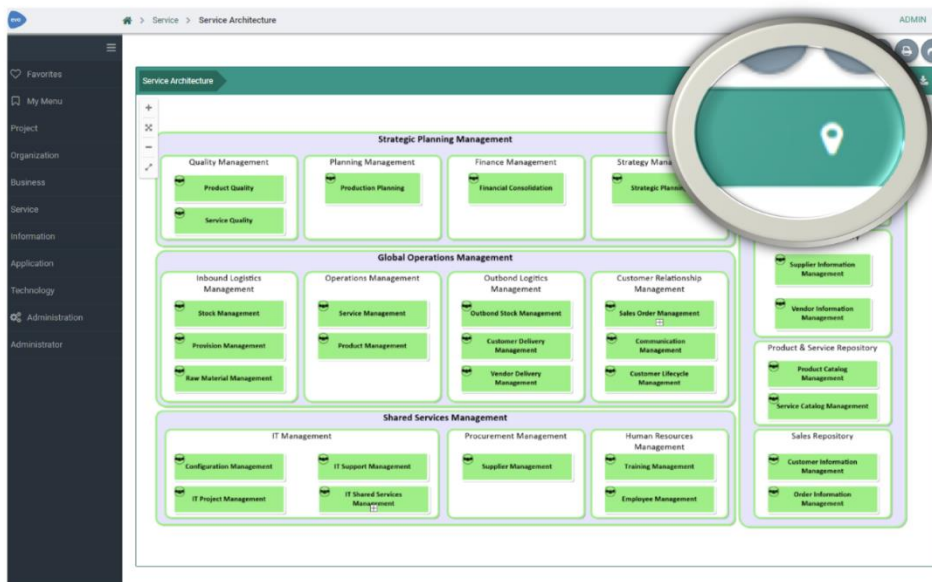 evo
Service > Service Architecture
ADMIN
Favorites
My Menu
Project
Organization
Business
Service
Information
Application
Technology
Administration
Administrator
Service Architecture
Strategic Planning Management
Quality Management
Product Quality
Service Quality
Planning Management
Production Planning
Finance Management
Financial Consolidation
Strategy
Strategic
Global Operations Management
Inbound Logistics
Management
Stock Management
Provision Management
Raw Material Management
Operations Management
Service Management
Product Management
Outbond Logitics
Management
Outbond Stock Management
Customer Delivery
Management
Vendor Delivery
Management
Customer Relationship
Management
Sales Order Management
Communication
Management
Customer Lifecycle
Management
Shared Services Management
IT Management
Configuration Management
IT Support Management
IT Project Management
IT Shared Services
Management
Procurement Management
Supplier Management
Human Resources
Management
Training Management
Employee Management
Supplier Information
Management
Vendor Information
Management
Product & Service Repository
Product Catalog
Management
Service Catalog Management
Sales Repository
Customer Information
Management
Order Information
Management